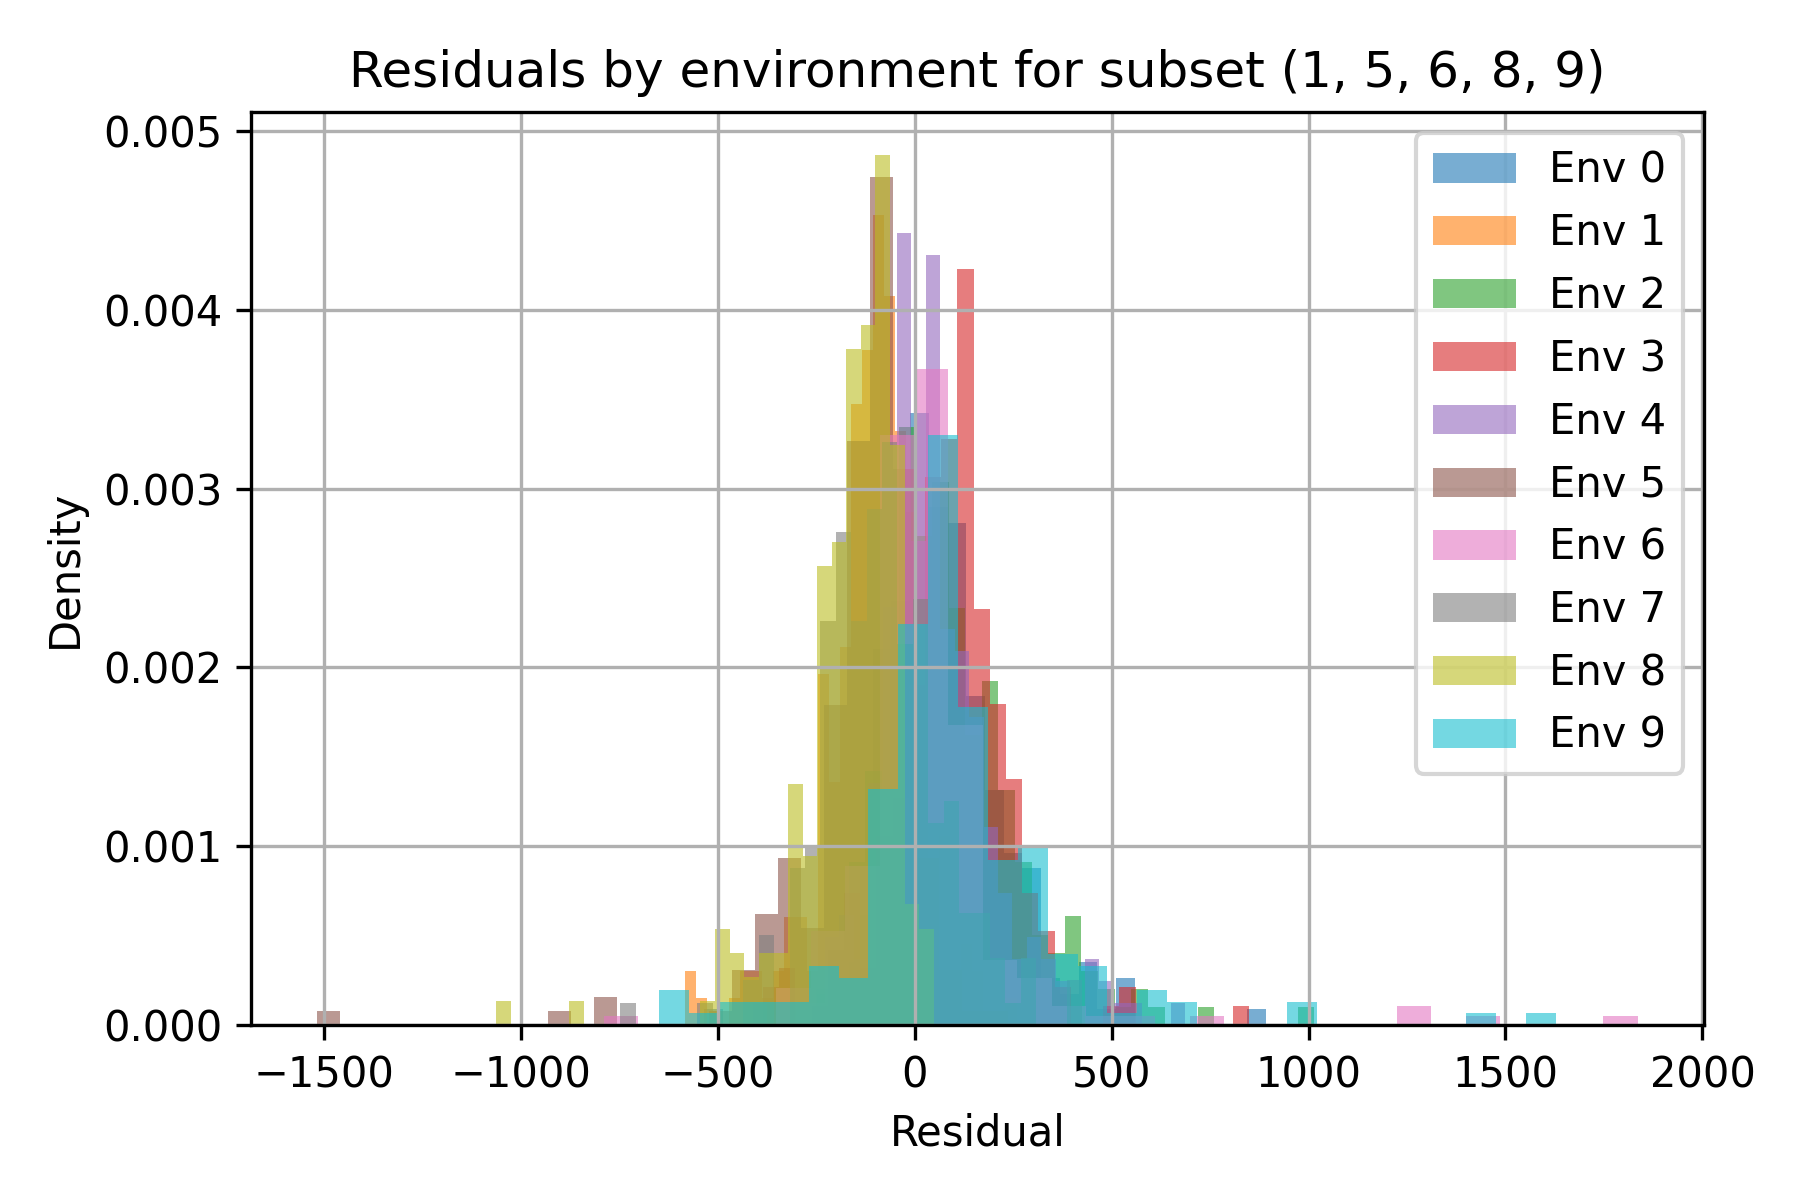 Residuals by environment for subset (1, 5, 6, 8, 9)
0.005
0.004
0.003
0.002
0.001
0.000
Density
−1500
−1000
−500
0
500
1000
1500
2000
Residual
Env 0
Env 1
Env 2
Env 3
Env 4
Env 5
Env 6
Env 7
Env 8
Env 9